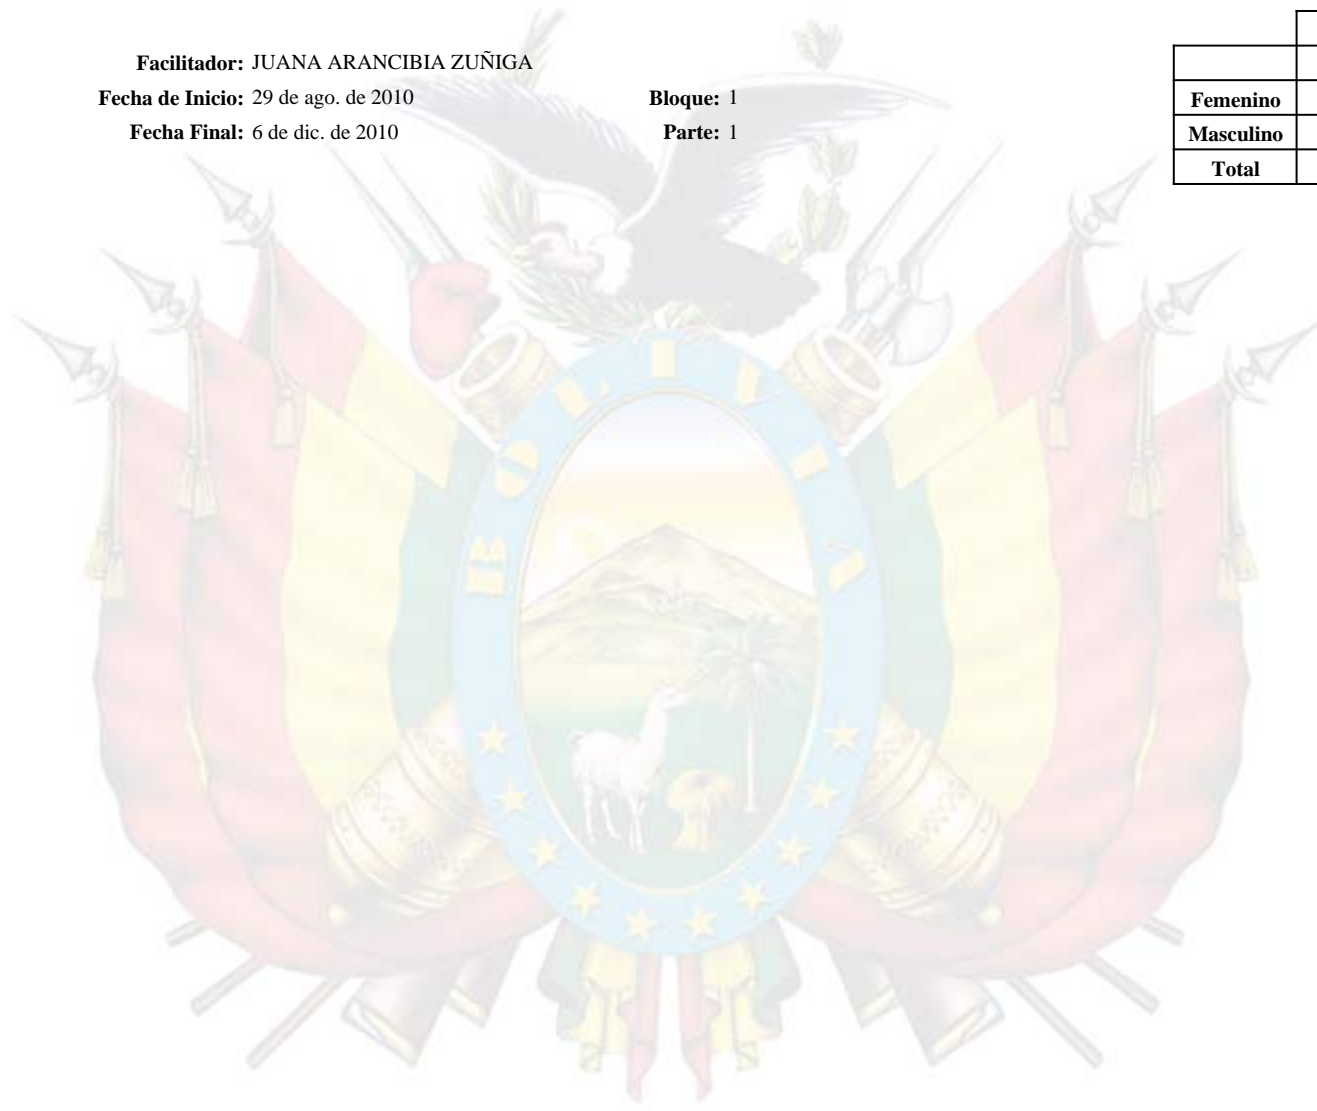 Facilitador: JUANA ARANCIBIA ZUÑIGA
Fecha de Inicio: 29 de ago. de 2010 Bloque: 1
Fecha Final: 6 de dic. de 2010 Parte: 1
Femenino
Masculino
Total
BOLIVIA